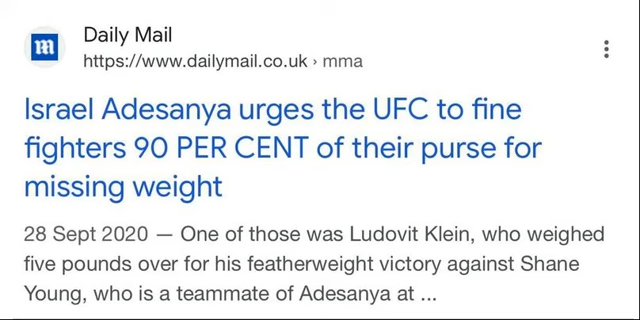 Daily Mail
https://www.dailymail.co.uk › mma
Israel Adesanya urges the UFC to fine
fighters 90 PER CENT of their purse for
missing weight
28 Sept 2020 — One of those was Ludovit Klein, who weighed
five pounds over for his featherweight victory against Shane
Young, who is a teammate of Adesanya at ...